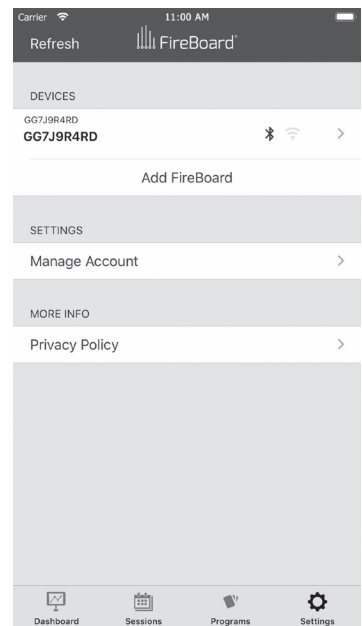 Carrier 11:00 AM
Refresh FireBoard
DEVICES
GG7J9R4RD
GG7J9R4RD
Add FireBoard
SETTINGS
Manage Account
MORE INFO
Privacy Policy
Dashboard Sessions Programs Settings